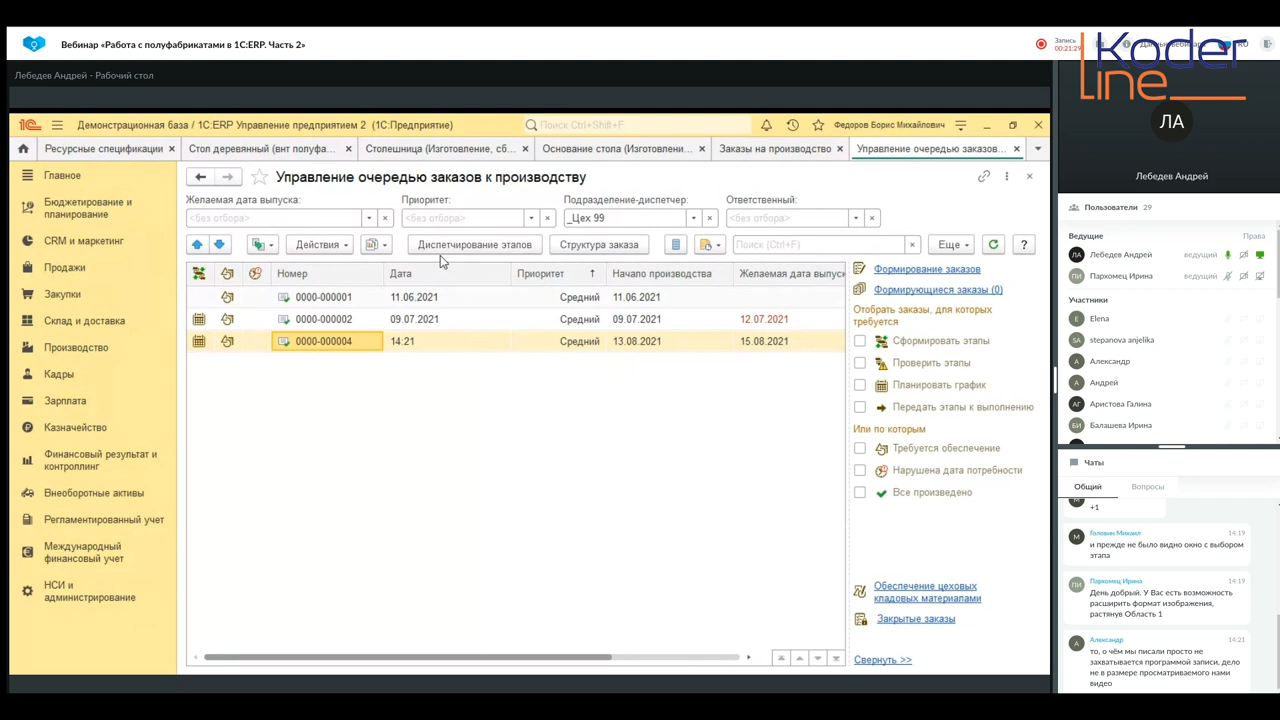 Вебинар «Работа с полуфабрикатами в 1С:ERP. Часть 2»
Запись
00:21:29
RU
Koder
line
Лебедев Андрей - Рабочий стол
ЛА
Лебедев Андрей
Демонстрационная база / 1С:ERP Управление предприятием 2 (1С:Предприятие)
Поиск Ctrl+Shift+F
Федоров Борис Михайлович
Ресурсные спецификации
Стол деревянный (внт полуфа...
Столешница (Изготовление, сб...
Основание стола (Изготовлени...
Заказы на производство
Управление очередью заказов...
Главное
Бюджетирование и
планирование
CRM и маркетинг
Продажи
Закупки
Склад и доставка
Производство
Кадры
Зарплата
Казначейство
Финансовый результат и
контроллинг
Внеоборотные активы
Регламентированный учет
Международный
финансовый учет
НСИ и
администрирование
Управление очередью заказов к производству
Желаемая дата выпуска:
Приоритет:
Подразделение-диспетчер:
Ответственный:
<без отбора>
<без отбора>
_Цех 99
<без отбора>
Действия
Диспетчирование этапов
Структура заказа
Поиск (Ctrl+F)
Еще
?
Номер
Дата
Приоритет
Начало производства
Желаемая дата выпуск
0000-000001 11.06.2021 Средний 11.06.2021
0000-000002 09.07.2021 Средний 09.07.2021 12.07.2021
0000-000004 14:21 Средний 13.08.2021 15.08.2021
Формирование заказов
Формирующиеся заказы (0)
Отобрать заказы, для которых
требуется
Сформировать этапы
Проверить этапы
Планировать график
Передать этапы к выполнению
Или по которым
Требуется обеспечение
Нарушена дата потребности
Все произведено
Обеспечение цеховых
кладовых материалами
Закрытые заказы
Свернуть >>
Пользователи 29
Ведущие
Права
ЛА Лебедев Андрей ведущий
ПИ Пархомец Ирина ведущий
Участники
E Elena
SA stepanova anjelika
А Александр
А Андрей
АГ Аристова Галина
БИ Балашева Ирина
Чаты
Общий
Вопросы
+1
М Головин Михаил 14:19
и прежде не было видно окно с выбором
этапа
ПИ Пархомец Ирина 14:19
День добрый. У Вас есть возможность
расширить формат изображения,
растянув Область 1
А Александр 14:21
то, о чём мы писали просто не
захватывается программой записи, дело
не в размере просматриваемого нами
видео